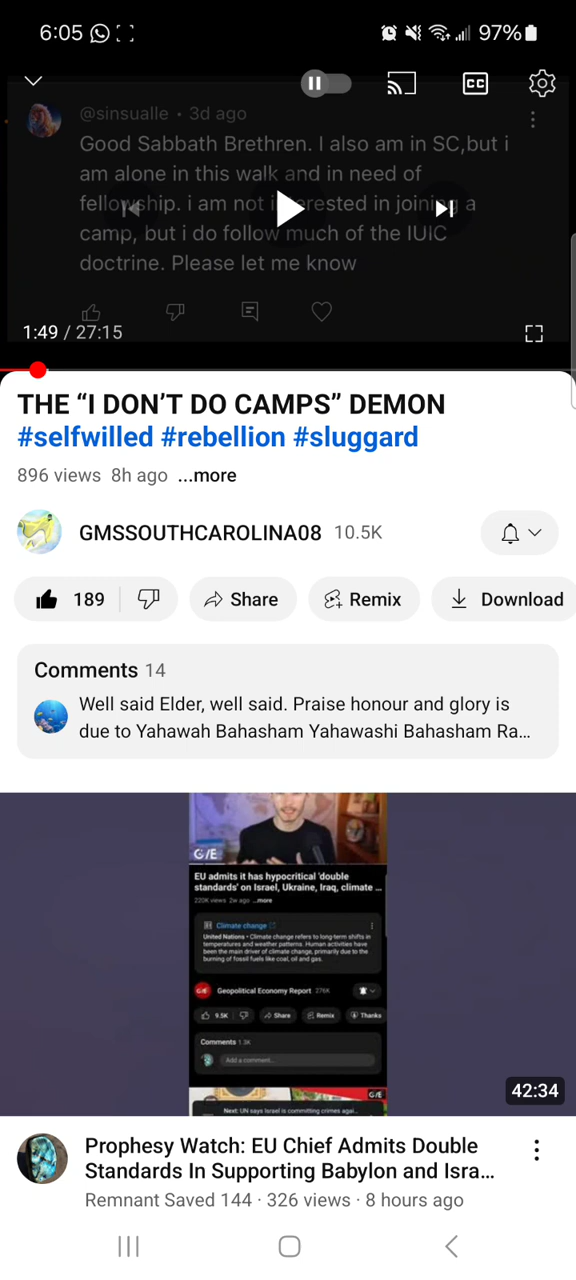 6:05
97%
@sinsualle • 3d ago
Good Sabbath Brethren. I also am in SC,but i
am alone in this walk and in need of
fellowship. i am not interested in joining a
camp, but i do follow much of the IUIC
doctrine. Please let me know
1:49 / 27:15
THE “I DON’T DO CAMPS” DEMON
#selfwilled #rebellion #sluggard
896 views 8h ago ...more
GMSSOUTHCAROLINA08 10.5K
189 Share Remix Download
Comments 14
Well said Elder, well said. Praise honour and glory is
due to Yahawah Bahasham Yahawashi Bahasham Ra...
G/E
EU admits it has hypocritical 'double
standards' on Israel, Ukraine, Iraq, climate ...
220K views 2w ago ...more
Climate change
United Nations • Climate change refers to long-term shifts in
temperatures and weather patterns. Human activities have
been the main driver of climate change, primarily due to the
burning of fossil fuels like coal, oil and gas.
G/E Geopolitical Economy Report 276K
9.5K Share Remix Thanks
Comments 1.3K
Add a comment...
G/E
Next: UN says Israel is committing crimes agai...
42:34
Prophesy Watch: EU Chief Admits Double
Standards In Supporting Babylon and Isra...
Remnant Saved 144 · 326 views · 8 hours ago